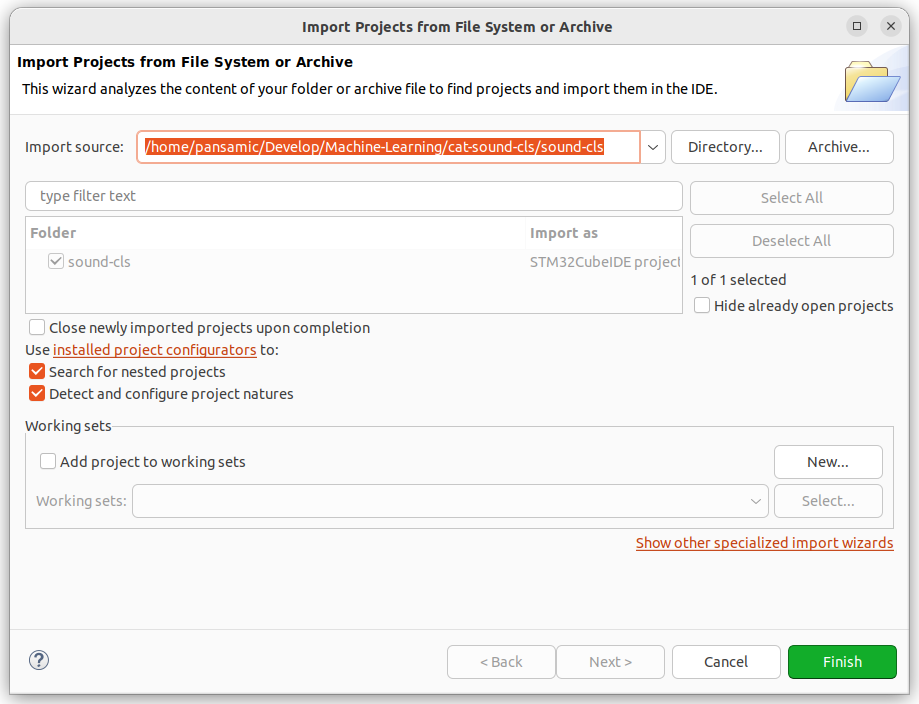 Import Projects from File System or Archive
Import Projects from File System or Archive
This wizard analyzes the content of your folder or archive file to find projects and import them in the IDE.
Import source: /home/pansamic/Develop/Machine-Learning/cat-sound-cls/sound-cls Directory... Archive...
type filter text Select All
Folder Import as
Deselect All
sound-cls STM32CubeIDE project
1 of 1 selected
Hide already open projects
Close newly imported projects upon completion
Use installed project configurators to:
Search for nested projects
Detect and configure project natures
Working sets
Add project to working sets New...
Working sets: Select...
Show other specialized import wizards
? < Back Next > Cancel Finish